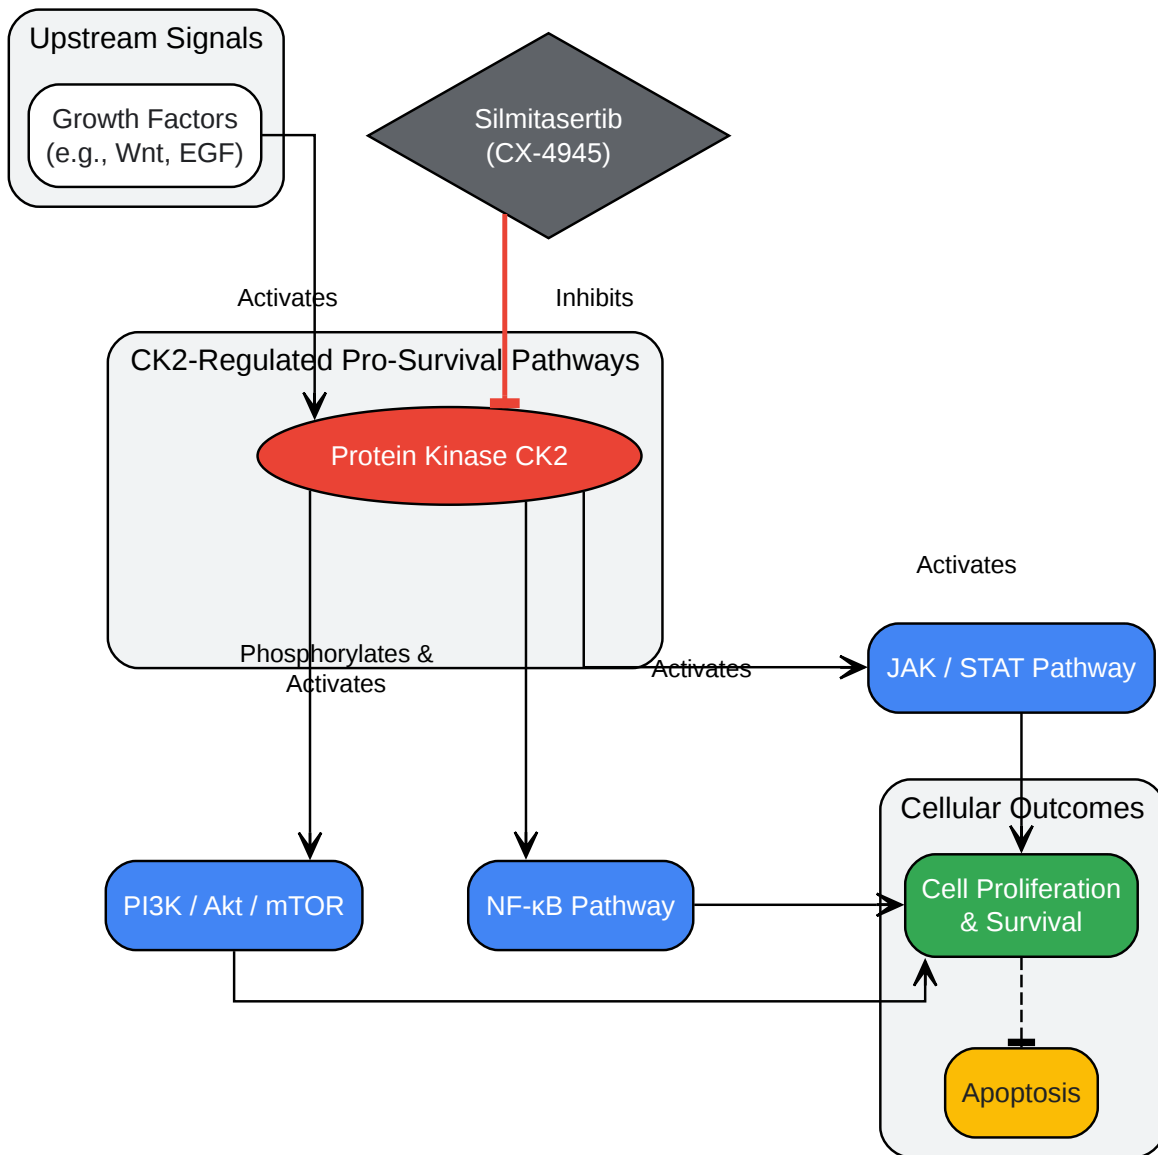 Upstream Signals
Growth Factors
(e.g., Wnt, EGF)
Silmitasertib
(CX-4945)
Activates
Inhibits
CK2-Regulated Pro-Survival Pathways
Protein Kinase CK2
Activates
Phosphorylates &
Activates
Activates
JAK / STAT Pathway
Cellular Outcomes
PI3K / Akt / mTOR
NF-κB Pathway
Cell Proliferation
& Survival
Apoptosis